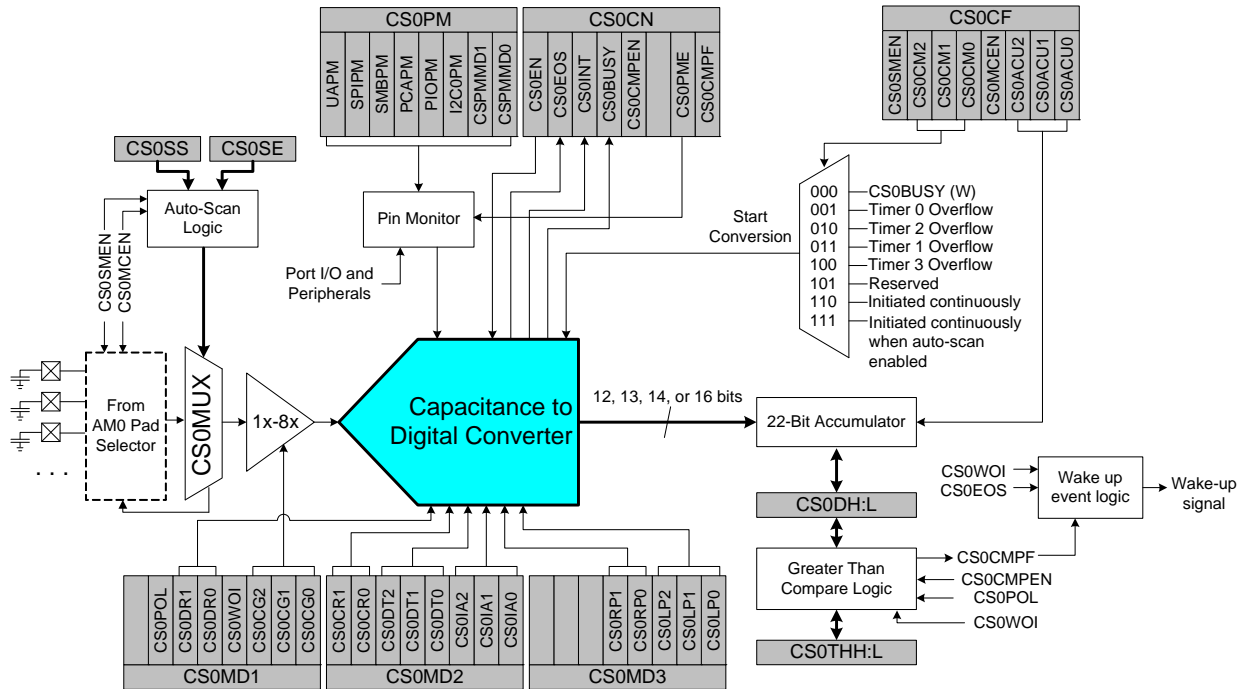 CS0PM
CS0CN
CS0CF
UAPM
SPIPM
SMBPM
PCAPM
PIOPM
I2C0PM
CSPMMD1
CSPMMD0
CS0EN
CS0EOS
CS0INT
CS0BUSY
CS0CMPEN
CS0PME
CS0CMPF
CS0SMEN
CS0CM2
CS0CM1
CS0CM0
CS0MCEN
CS0ACU2
CS0ACU1
CS0ACU0
CS0SS
CS0SE
Auto-Scan
Logic
CS0SMEN
CS0MCEN
Pin Monitor
Port I/O and
Peripherals
Start
Conversion
000
CS0BUSY (W)
001
Timer 0 Overflow
010
Timer 2 Overflow
011
Timer 1 Overflow
100
Timer 3 Overflow
101
Reserved
110
Initiated continuously
111
Initiated continuously
when auto-scan
enabled
From
AM0 Pad
Selector
. . .
CS0MUX
1x-8x
Capacitance to
Digital Converter
12, 13, 14, or 16 bits
22-Bit Accumulator
CS0DH:L
Greater Than
Compare Logic
CS0THH:L
CS0WOI
CS0EOS
Wake up
event logic
Wake-up
signal
CS0CMPF
CS0CMPEN
CS0POL
CS0WOI
CS0POL
CS0DR1
CS0DR0
CS0WOI
CS0CG2
CS0CG1
CS0CG0
CS0MD1
CS0CR1
CS0CR0
CS0DT2
CS0DT1
CS0DT0
CS0IA2
CS0IA1
CS0IA0
CS0MD2
CS0RP1
CS0RP0
CS0LP2
CS0LP1
CS0LP0
CS0MD3